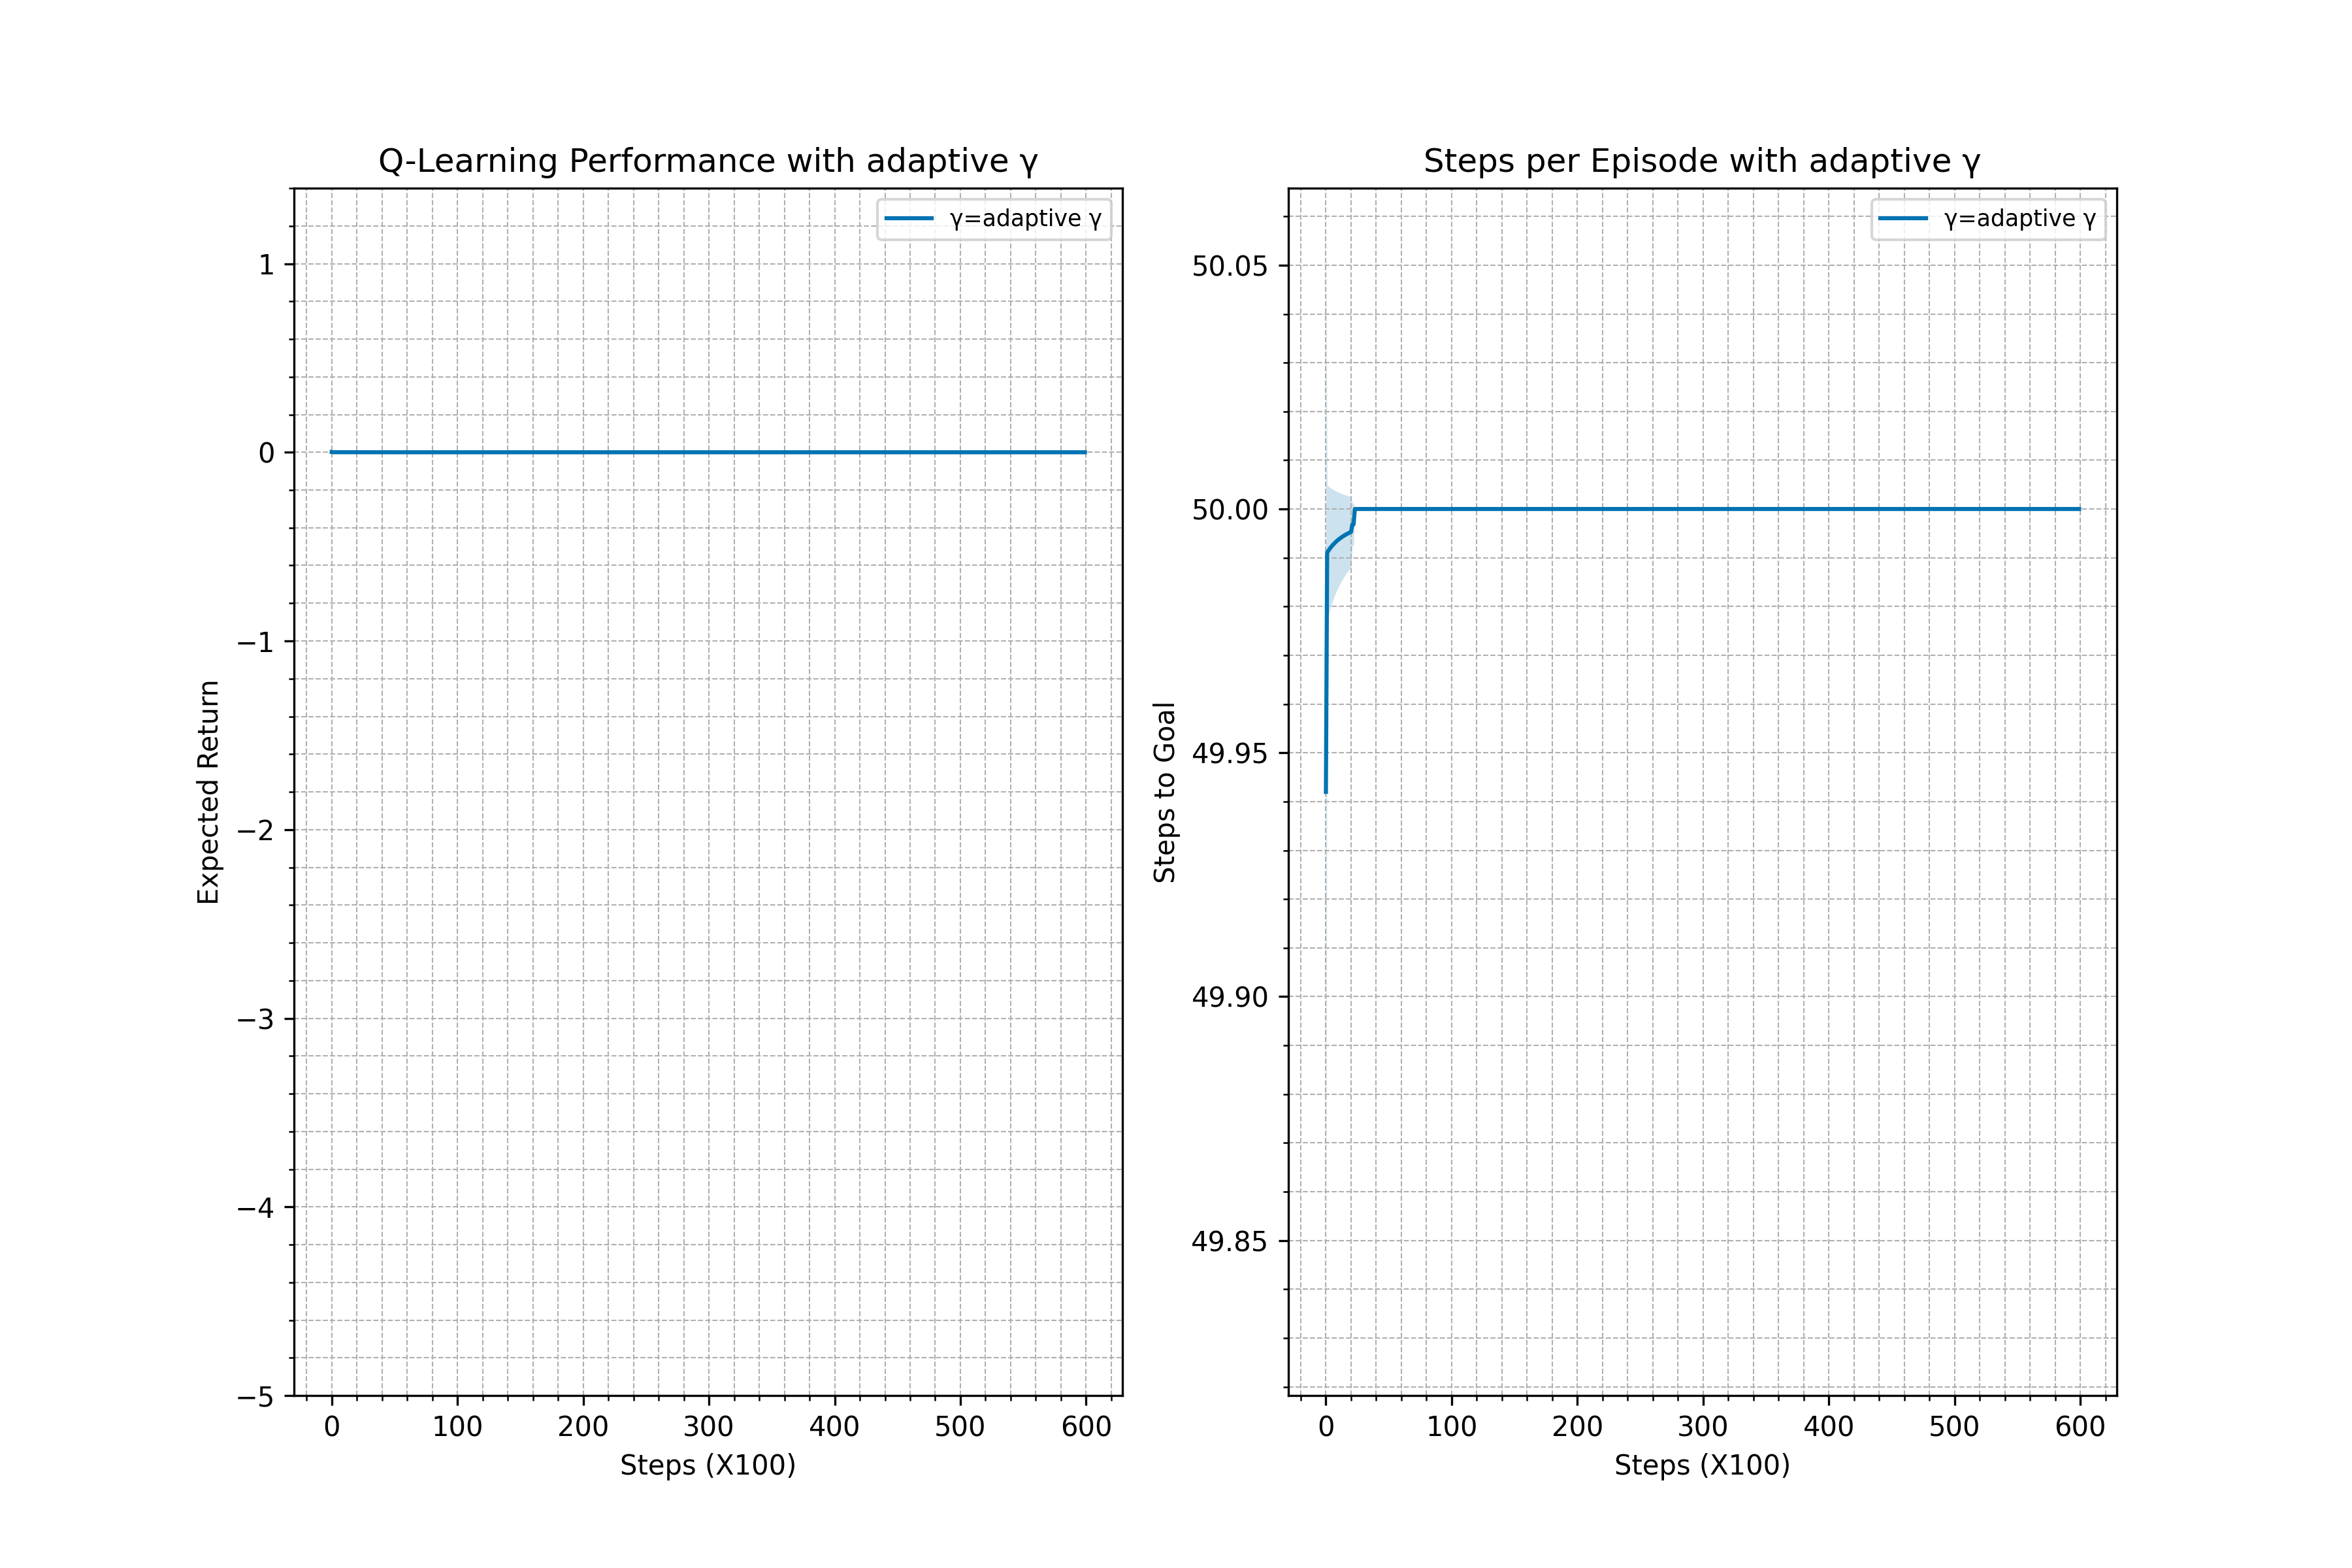 Q-Learning Performance with adaptive γ
γ=adaptive γ
1
0
−1
−2
−3
−4
−5
Expected Return
0 100 200 300 400 500 600
Steps (X100)
Steps per Episode with adaptive γ
γ=adaptive γ
50.05
50.00
49.95
49.90
49.85
Steps to Goal
0 100 200 300 400 500 600
Steps (X100)